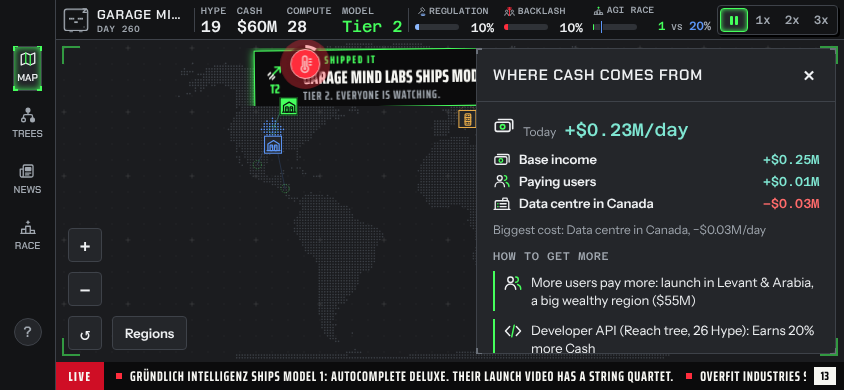 GARAGE MI...
DAY 260
HYPE
19
CASH
$60M
COMPUTE
28
MODEL
Tier 2
REGULATION
10%
BACKLASH
10%
AGI RACE
1 vs 20%
1x
2x
3x
MAP
TREES
NEWS
RACE
?
SHIPPED IT
T2
GARAGE MIND LABS SHIPS MOD
TIER 2. EVERYONE IS WATCHING.
+
−
↺
Regions
WHERE CASH COMES FROM
×
Today +$0.23M/day
Base income +$0.25M
Paying users +$0.01M
Data centre in Canada −$0.03M
Biggest cost: Data centre in Canada, −$0.03M/day
HOW TO GET MORE
More users pay more: launch in Levant & Arabia,
a big wealthy region ($55M)
Developer API (Reach tree, 26 Hype): Earns 20%
more Cash
LIVE
GRÜNDLICH INTELLIGENZ SHIPS MODEL 1: AUTOCOMPLETE DELUXE. THEIR LAUNCH VIDEO HAS A STRING QUARTET.
OVERFIT INDUSTRIES
13